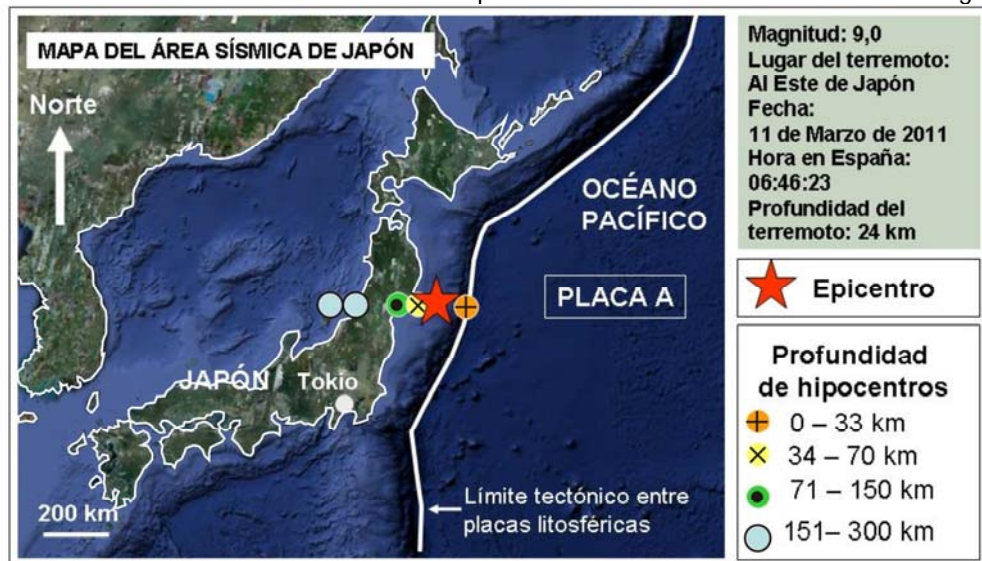 MAPA DEL ÁREA SÍSMICA DE JAPÓN
Norte
OCÉANO
PACÍFICO
PLACA A
JAPÓN
Tokio
200 km
Límite tectónico entre
placas litosféricas
Magnitud: 9,0
Lugar del terremoto:
Al Este de Japón
Fecha:
11 de Marzo de 2011
Hora en España:
06:46:23
Profundidad del
terremoto: 24 km
Epicentro
Profundidad
de hipocentros
0 – 33 km
34 – 70 km
71 – 150 km
151– 300 km